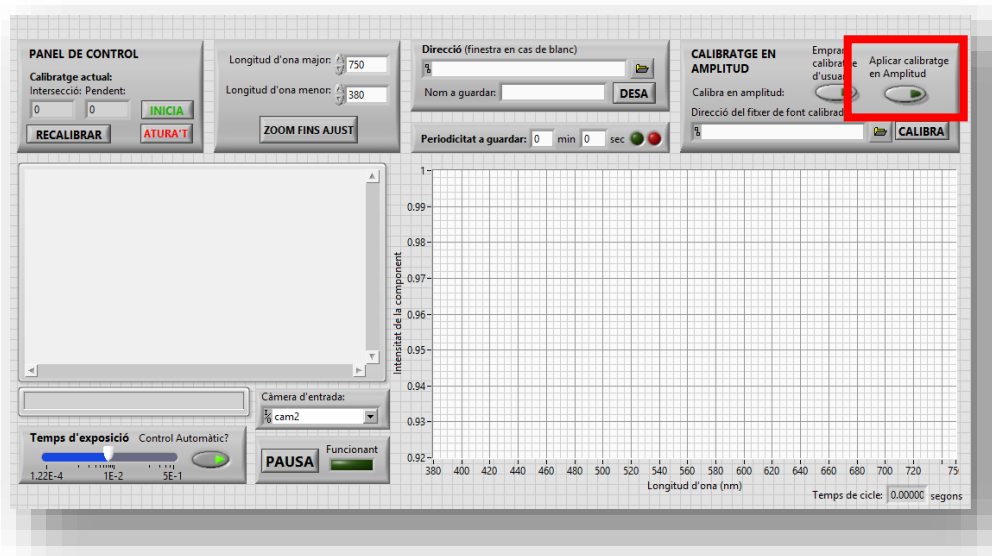 PANEL DE CONTROL
Calibratge actual:
Intersecció: Pendent:
0 0 INICIA
RECALIBRAR ATURA'T
Longitud d'ona major: 750
Longitud d'ona menor: 380
ZOOM FINS AJUST
Direcció (finestra en cas de blanc)
Nom a guardar: DESA
Periodicitat a guardar: 0 min 0 sec
CALIBRATGE EN
AMPLITUD
Calibra en amplitud:
Emprar
calibratge
Aplicar calibratge
en Amplitud
Direcció del fitxer de font
CALIBRA
Intensitat de la component
1
0.99
0.98
0.97
0.96
0.95
0.94
0.93
0.92
380 400 420 440 460 480 500 520 540 560 580 600 620 640 660 680 700 720
Longitud d'ona (nm)
Temps de cicle: 0.00000 segons
Càmera d'entrada:
cam2
Temps d'exposició Control Automàtic?
1.22E-4 1E-2 5E-1
PAUSA Funcionant